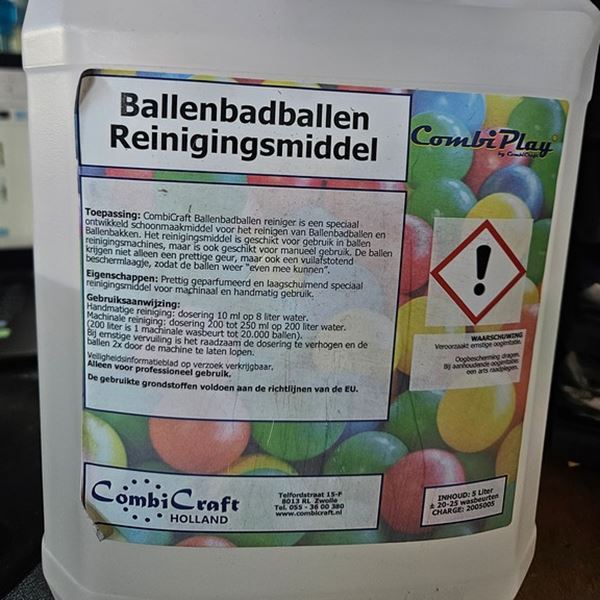 Ballenbadballen
Reinigingsmiddel
CombiPlay
by CombiCraft
Toepassing: CombiCraft Ballenbadballen reiniger is een speciaal
ontwikkeld schoonmaakmiddel voor het reinigen van Ballenbadballen en
Ballenbakken. Het reinigingsmiddel is geschikt voor gebruik in ballen
reinigingsmachines, maar is ook geschikt voor manueel gebruik. De ballen
krijgen niet alleen een prettige geur, maar ook een vuilafstotend
beschermlaagje, zodat de ballen weer "even mee kunnen".
Eigenschappen: Prettig geparfumeerd en laagschuimend speciaal
reinigingsmiddel voor machinaal en handmatig gebruik.
Gebruiksaanwijzing:
Handmatige reiniging: dosering 10 ml op 8 liter water.
Machinale reiniging: dosering 200 tot 250 ml op 200 liter water.
(200 liter is 1 machinale wasbeurt tot 20.000 ballen).
Bij ernstige vervuiling is het raadzaam de dosering te verhogen en de
ballen 2x door de machine te laten lopen.
Veiligheidsinformatieblad op verzoek verkrijgbaar.
Alleen voor professioneel gebruik.
De gebruikte grondstoffen voldoen aan de richtlijnen van de EU.
WAARSCHUWING
Veroorzaakt ernstige oogirritatie.
Oogbescherming dragen.
Bij aanhoudende oogirritatie:
een arts raadplegen.
CombiCraft
HOLLAND
Telfordstraat 15-F
8013 RL Zwolle
Tel. 055 - 36 00 380
www.combicraft.nl
INHOUD: 5 Liter
± 20-25 wasbeurten
CHARGE: 2005005